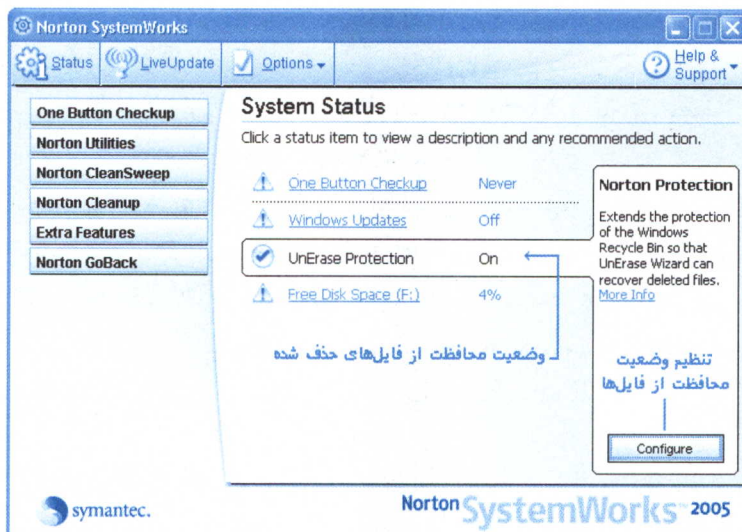 Norton SystemWorks
Status
LiveUpdate
Options
Help & Support
One Button Checkup
Norton Utilities
Norton CleanSweep
Norton Cleanup
Extra Features
Norton GoBack
System Status
Click a status item to view a description and any recommended action.
One Button Checkup Never
Windows Updates Off
UnErase Protection On
Free Disk Space (F:) 4%
وضعیت محافظت از فایل‌های حذف شده
Norton Protection
Extends the protection
of the Windows
Recycle Bin so that
UnErase Wizard can
recover deleted files.
More Info
تنظیم وضعیت
محافظت از فایل‌ها
Configure
symantec.
Norton SystemWorks 2005